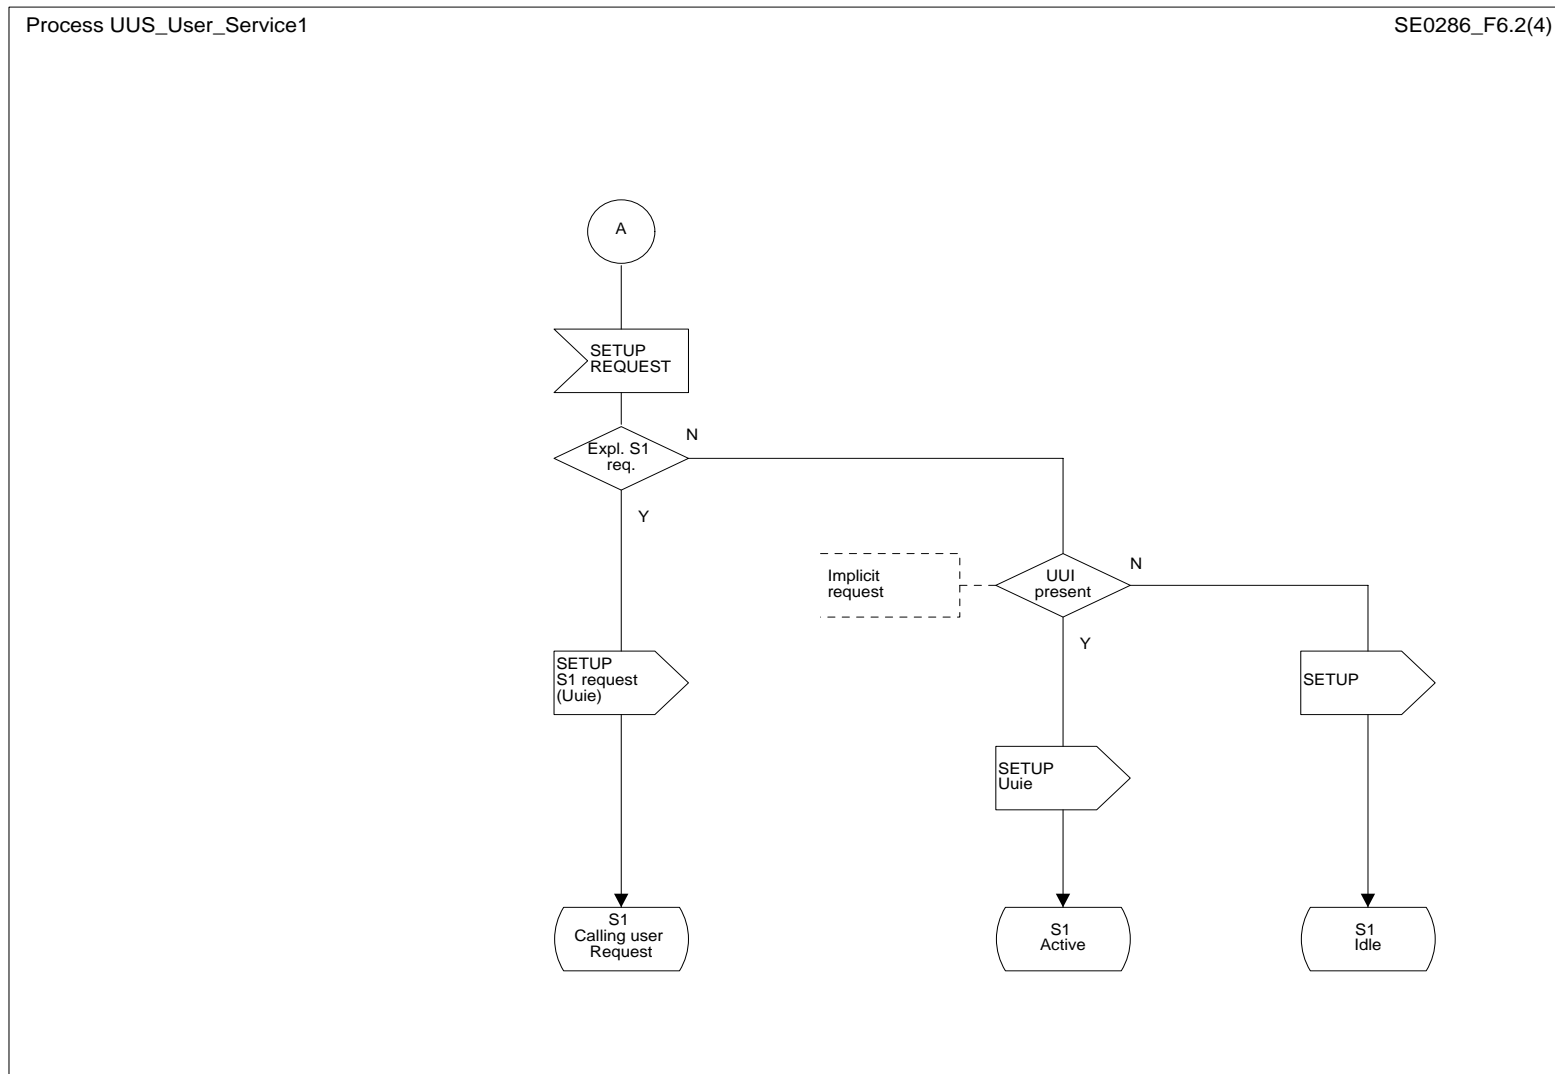 Process UUS_User_Service1
SE0286_F6.2(4)
A
SETUP
REQUEST
Expl. S1
req.
N
Y
Implicit
request
UUI
present
N
Y
SETUP
S1 request
(Uuie)
SETUP
SETUP
Uuie
S1
Calling user
Request
S1
Active
S1
Idle